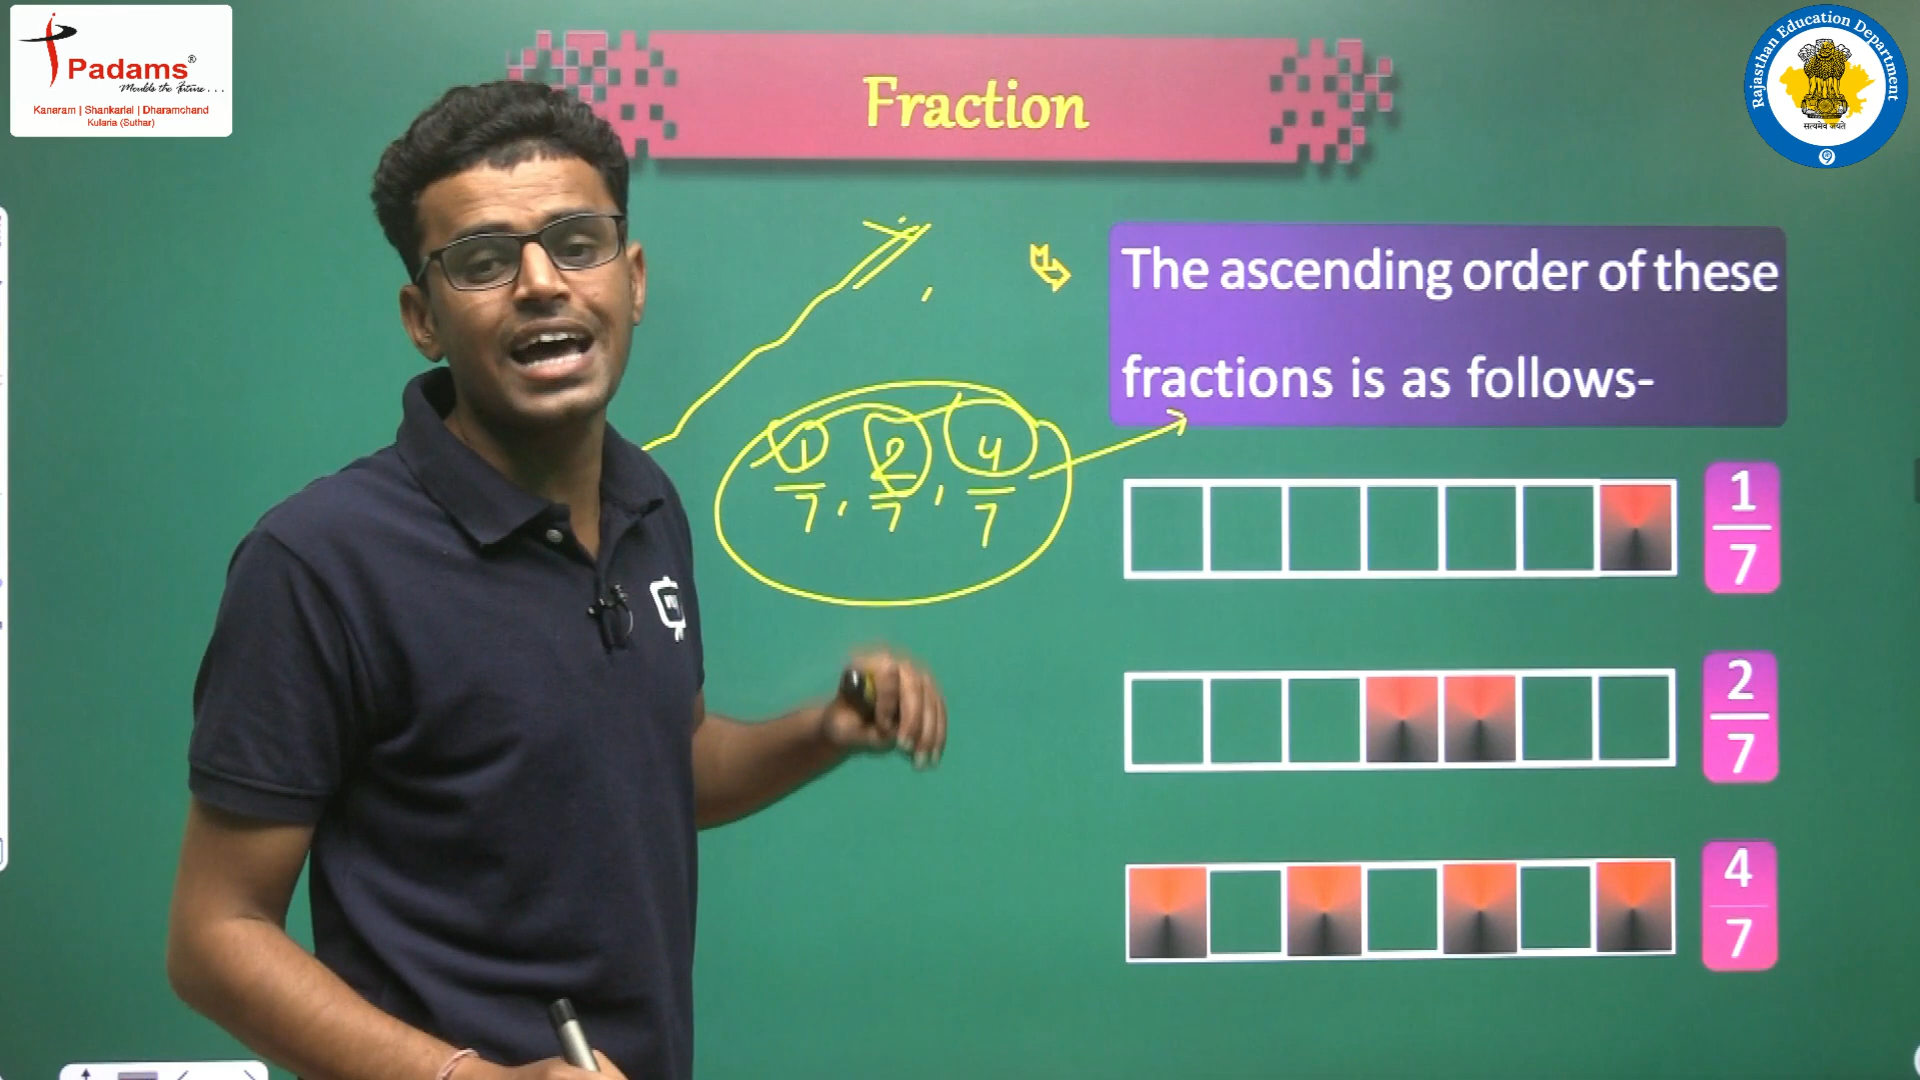 Padams®
Moulds the future...
Kanaram | Shankarlal | Dharamchand
Kularia (Suthar)
Fraction
Rajasthan Education Department
सत्यमेव जयते
The ascending order of these
fractions is as follows-
1/7, 2/7, 4/7
1/7
2/7
4/7